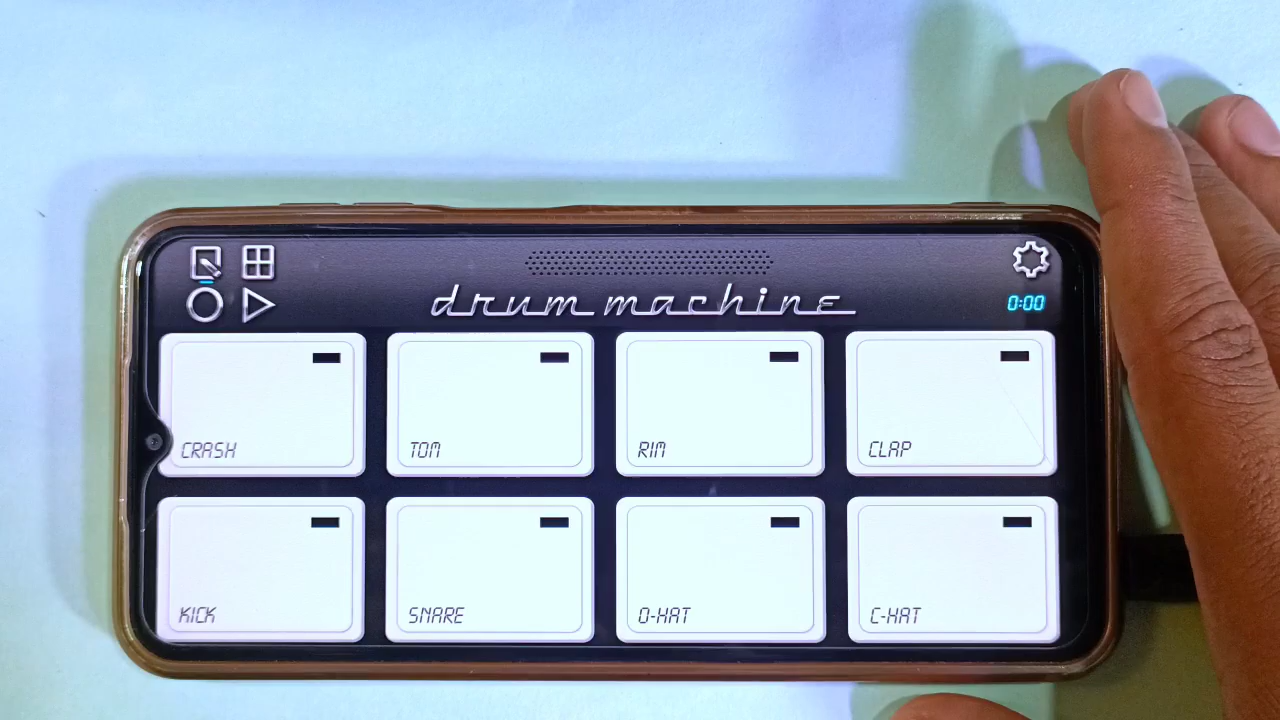 drum machine
0:00
CRASH
TOM
RIM
CLAP
KICK
SNARE
O-HAT
C-HAT